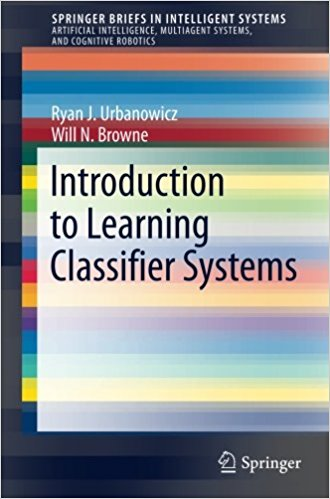 SPRINGER BRIEFS IN INTELLIGENT SYSTEMS
ARTIFICIAL INTELLIGENCE, MULTIAGENT SYSTEMS,
AND COGNITIVE ROBOTICS
Ryan J. Urbanowicz
Will N. Browne
Introduction
to Learning
Classifier Systems
Springer